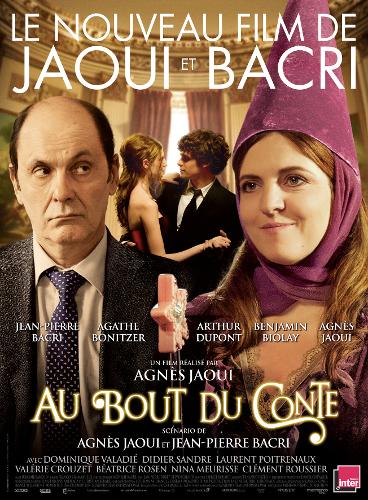 LE NOUVEAU FILM DE
JAOUI ET BACRI
JEAN-PIERRE BACRI
AGATHE BONITZER
ARTHUR DUPONT
BENJAMIN BIOLAY
AGNÈS JAOUI
UN FILM RÉALISÉ PAR
AGNÈS JAOUI
AU BOUT DU CONTE
SCÉNARIO DE
AGNÈS JAOUI ET JEAN-PIERRE BACRI
AVEC DOMINIQUE VALADIÉ DIDIER SANDRE LAURENT POITRENAUX
VALÉRIE CROUZET BÉATRICE ROSEN NINA MEURISSE CLÉMENT ROUSSIER
france
inter